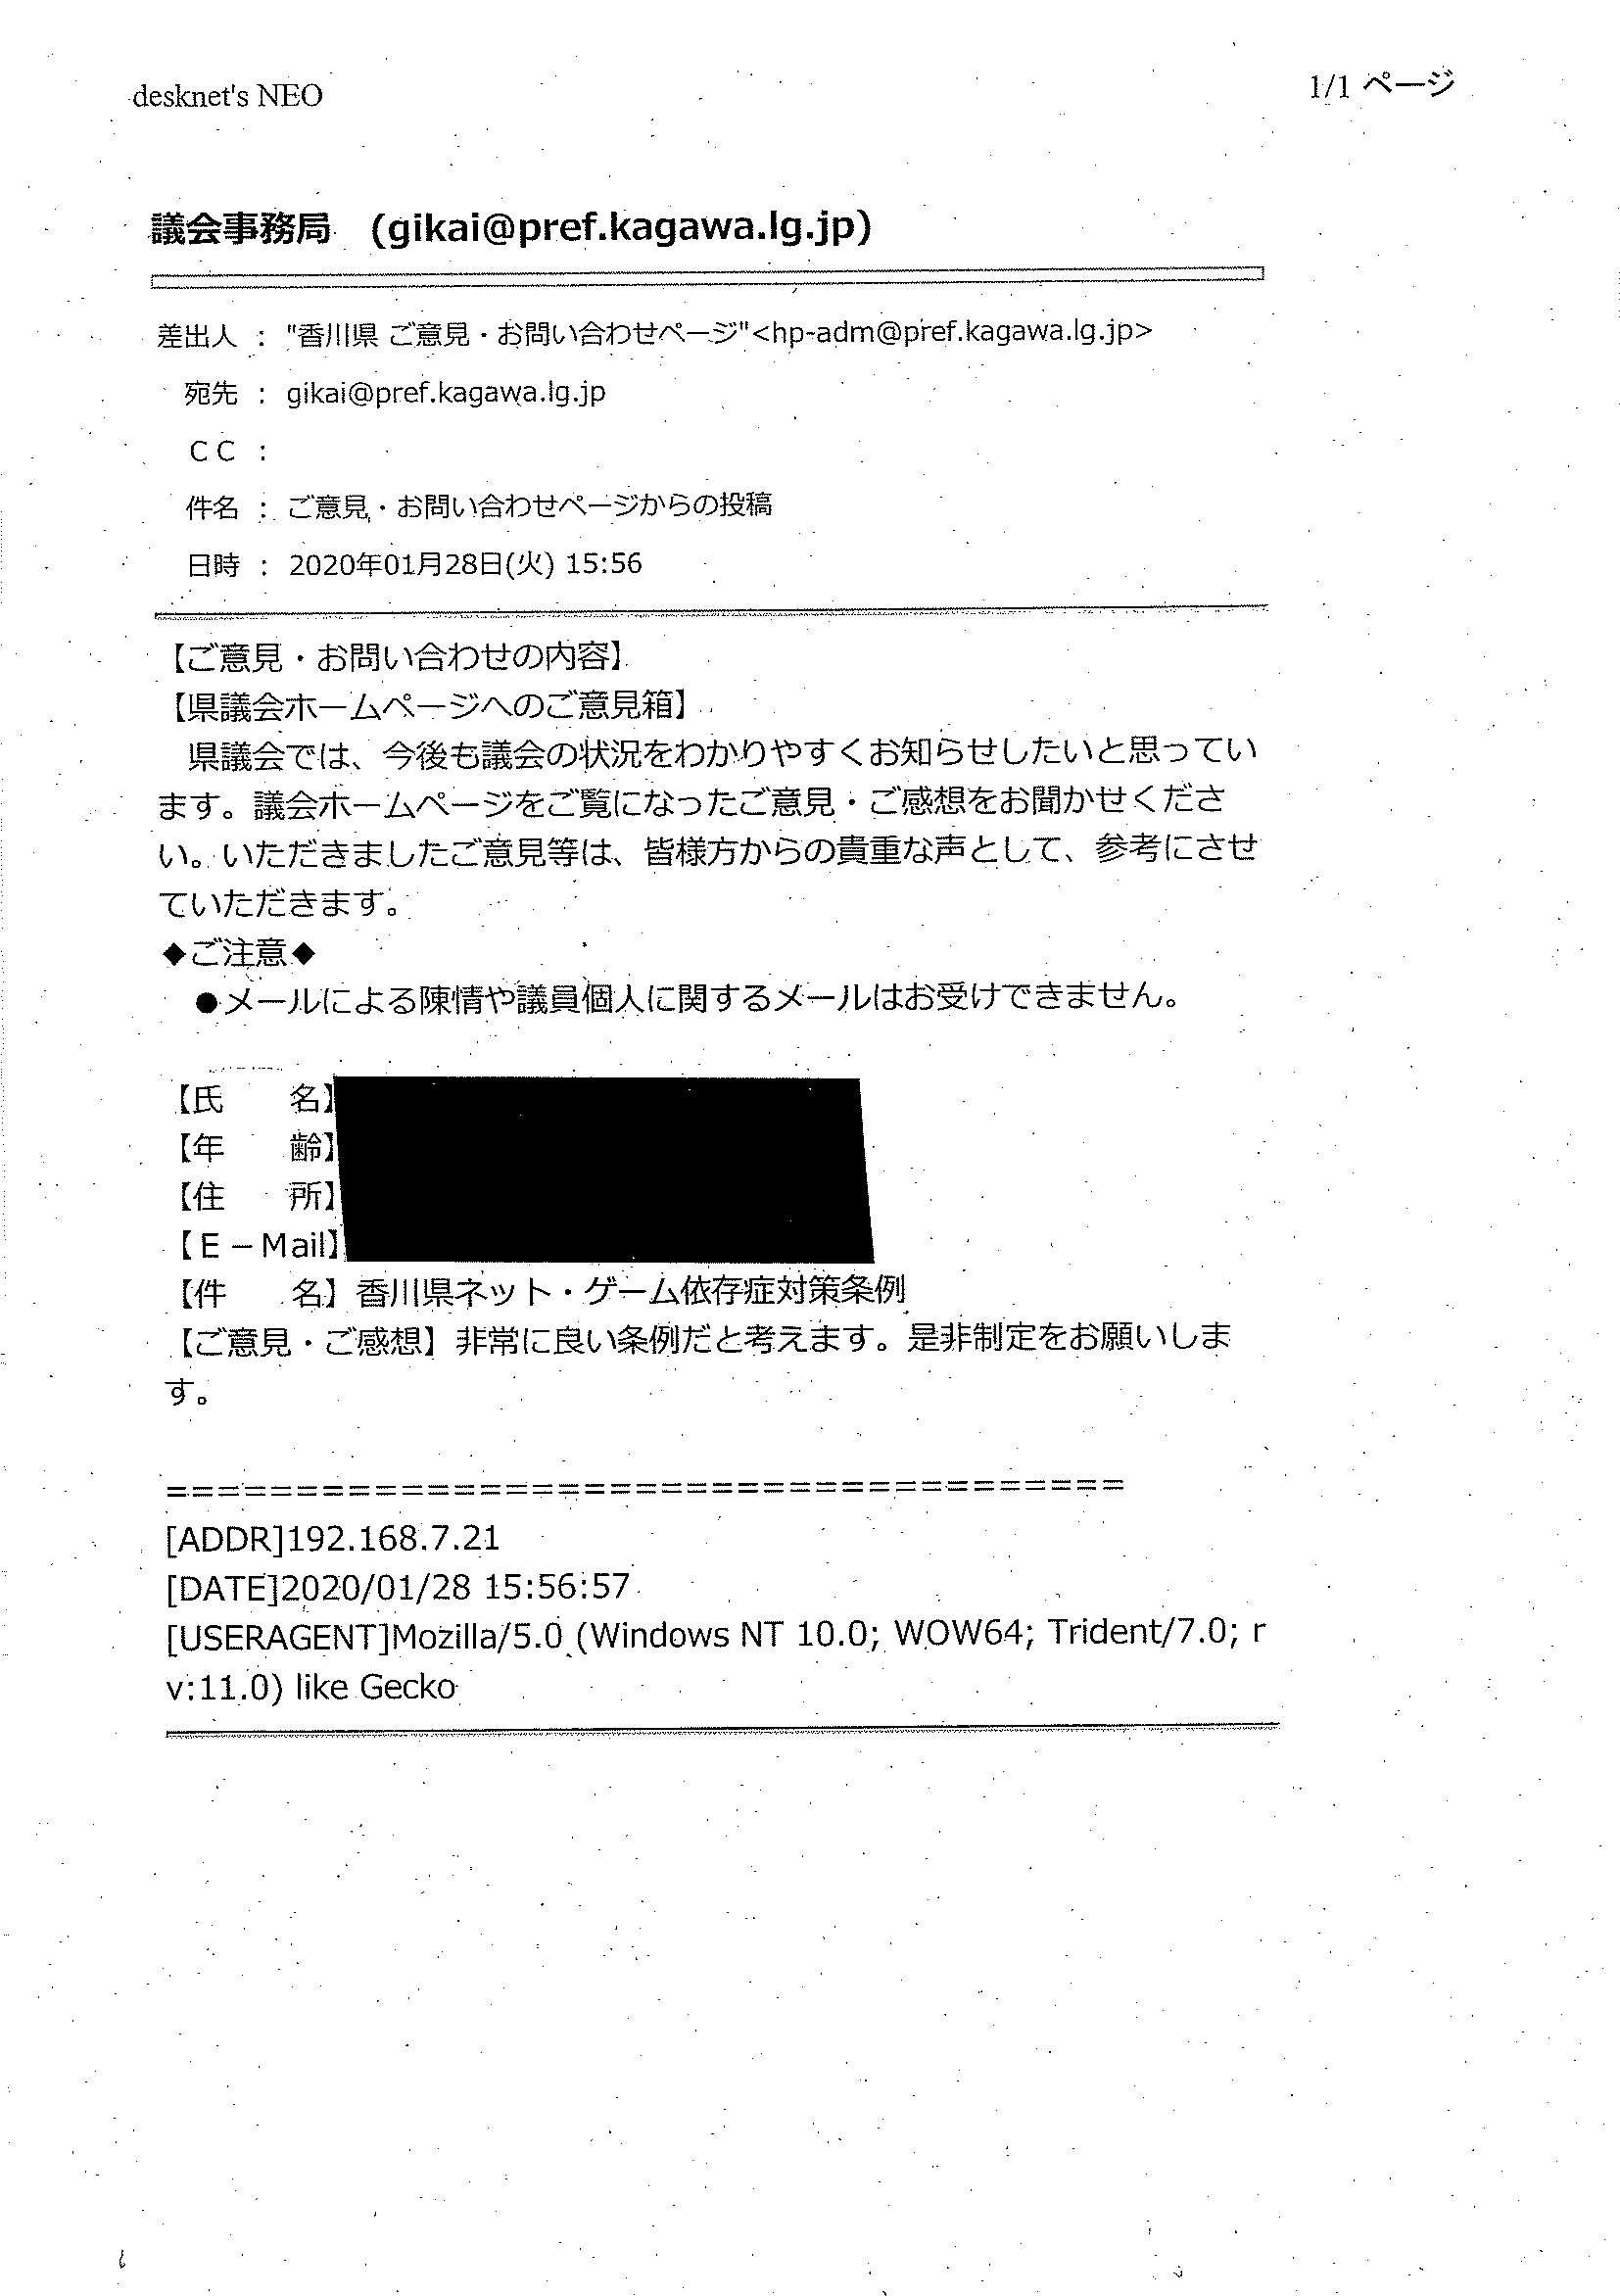 desknet's NEO
1/1 ページ
議会事務局 (gikai@pref.kagawa.lg.jp)
差出人 : "香川県 ご意見・お問い合わせページ"<hp-adm@pref.kagawa.lg.jp>
宛先 : gikai@pref.kagawa.lg.jp
CC :
件名 : ご意見・お問い合わせページからの投稿
日時 : 2020年01月28日(火) 15:56
【ご意見・お問い合わせの内容】
【県議会ホームページへのご意見箱】
県議会では、今後も議会の状況をわかりやすくお知らせしたいと思ってい
ます。議会ホームページをご覧になったご意見・ご感想をお聞かせくださ
い。いただきましたご意見等は、皆様方からの貴重な声として、参考にさせ
ていただきます。
◆ご注意◆
●メールによる陳情や議員個人に関するメールはお受けできません。
【氏　　名】
【年　　齢】
【住　　所】
【E－Mail】
【件　　名】香川県ネット・ゲーム依存症対策条例
【ご意見・ご感想】非常に良い条例だと考えます。是非制定をお願いしま
す。
=====================================
[ADDR]192.168.7.21
[DATE]2020/01/28 15:56:57
[USERAGENT]Mozilla/5.0 (Windows NT 10.0; WOW64; Trident/7.0; r
v:11.0) like Gecko